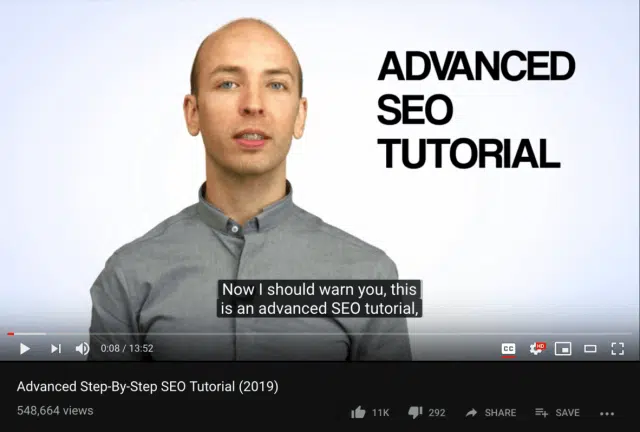 ADVANCED
SEO
TUTORIAL
Now I should warn you, this
is an advanced SEO tutorial,
0:08 / 13:52
CC
HD
Advanced Step-By-Step SEO Tutorial (2019)
548,664 views
11K
292
SHARE
SAVE